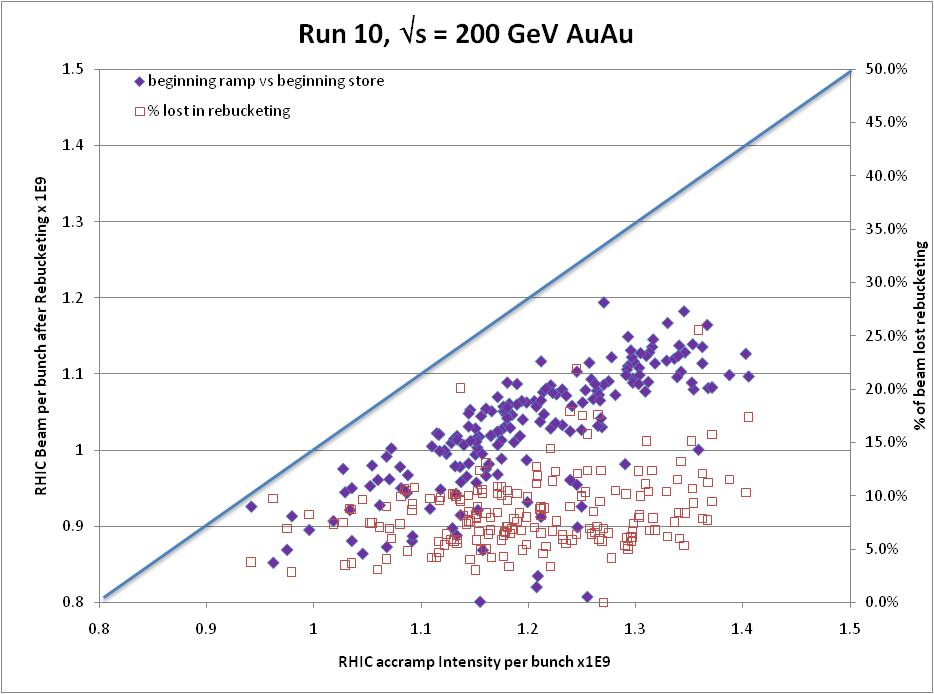 Run 10, √s = 200 GeV AuAu
beginning ramp vs beginning store
% lost in rebucketing
RHIC Beam per bunch after Rebucketing x 1E9
1.5
1.4
1.3
1.2
1.1
1
0.9
0.8
50.0%
45.0%
40.0%
35.0%
30.0%
25.0%
20.0%
15.0%
10.0%
5.0%
0.0%
% of beam lost rebucketing
0.8 0.9 1 1.1 1.2 1.3 1.4 1.5
RHIC accramp Intensity per bunch x1E9